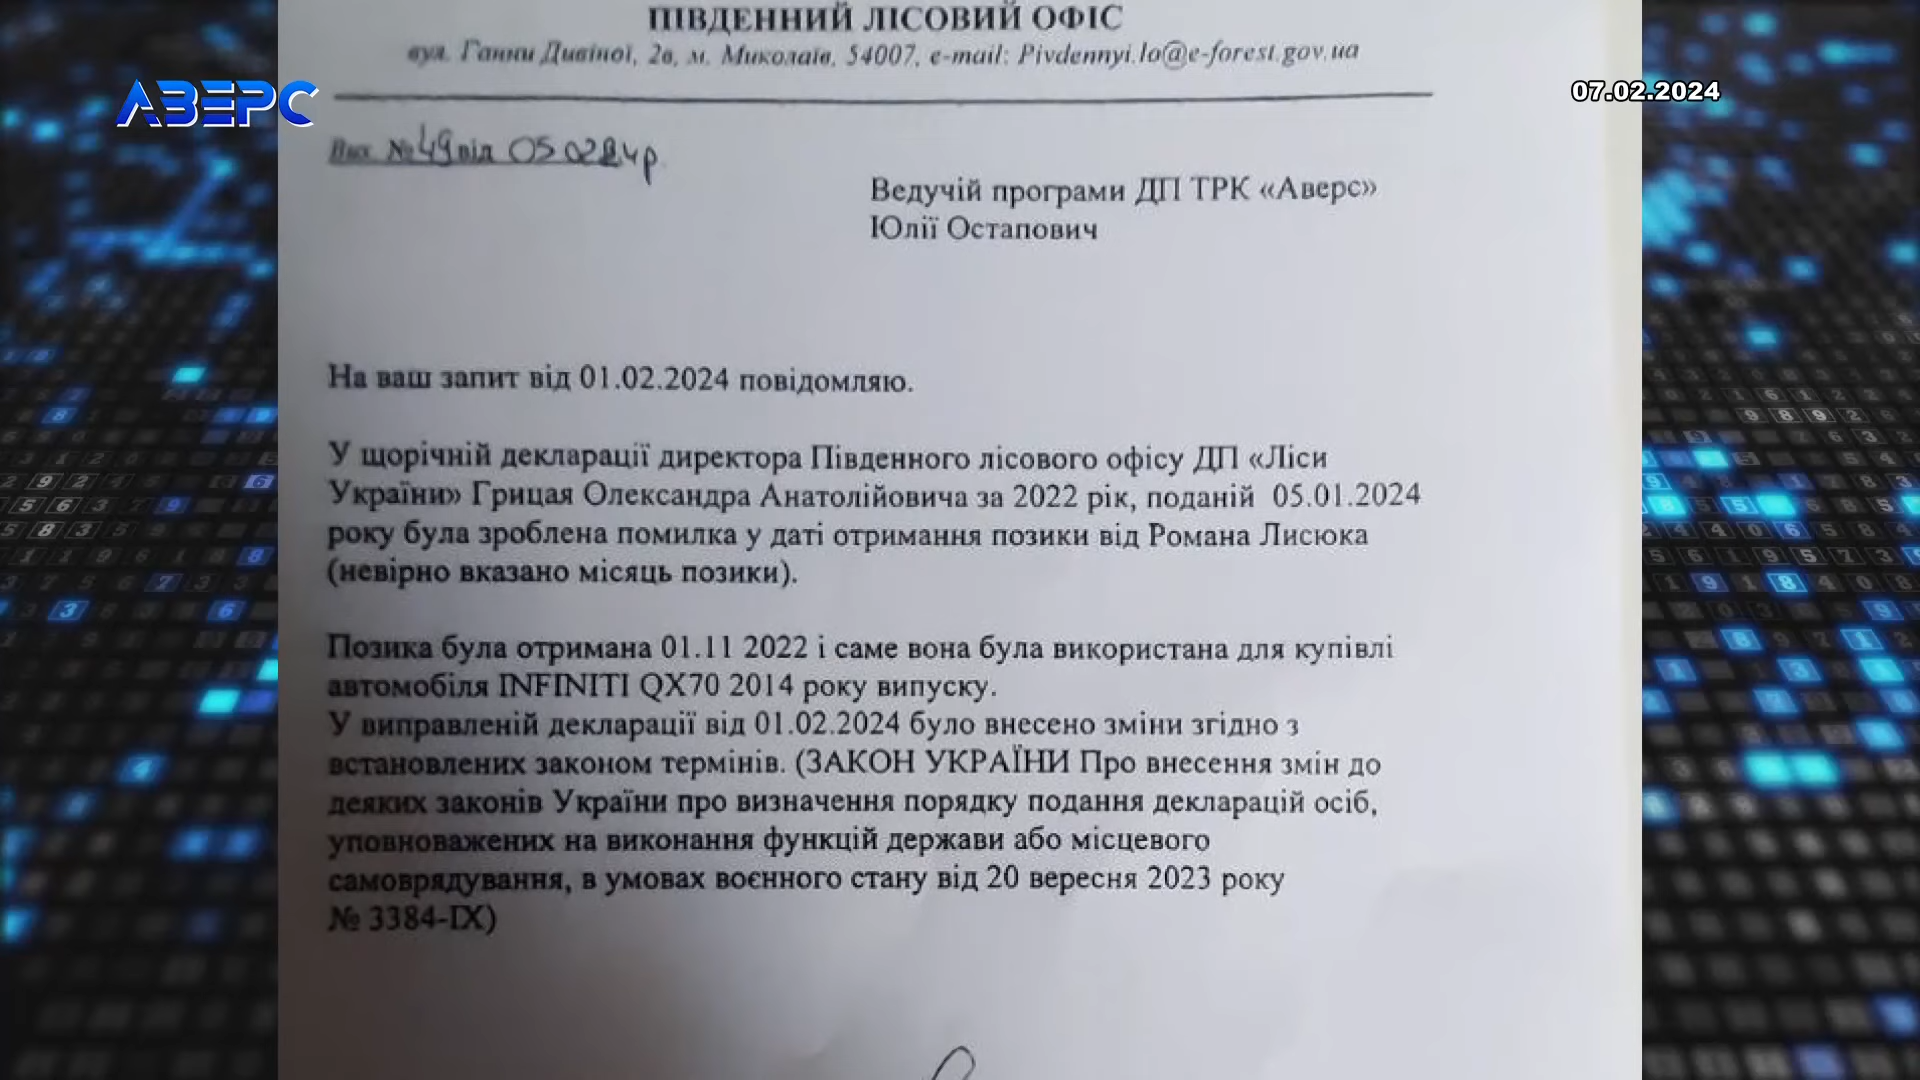 ПІВДЕННИЙ ЛІСОВИЙ ОФІС
вул. Ганни Дивіної, 2в, м. Миколаїв, 54007, e-mail: Pivdennyi.lo@e-forest.gov.ua
АВЕРС
07.02.2024
Вих. №49 від 05 02 24р
Ведучій програми ДП ТРК «Аверс»
Юлії Остапович
На ваш запит від 01.02.2024 повідомляю.
У щорічній декларації директора Південного лісового офісу ДП «Ліси
України» Грицая Олександра Анатолійовича за 2022 рік, поданій 05.01.2024
року була зроблена помилка у даті отримання позики від Романа Лисюка
(невірно вказано місяць позики).
Позика була отримана 01.11 2022 і саме вона була використана для купівлі
автомобіля INFINITI QX70 2014 року випуску.
У виправленій декларації від 01.02.2024 було внесено зміни згідно з
встановлених законом термінів. (ЗАКОН УКРАЇНИ Про внесення змін до
деяких законів України про визначення порядку подання декларацій осіб,
уповноважених на виконання функцій держави або місцевого
самоврядування, в умовах воєнного стану від 20 вересня 2023 року
№ 3384-IX)